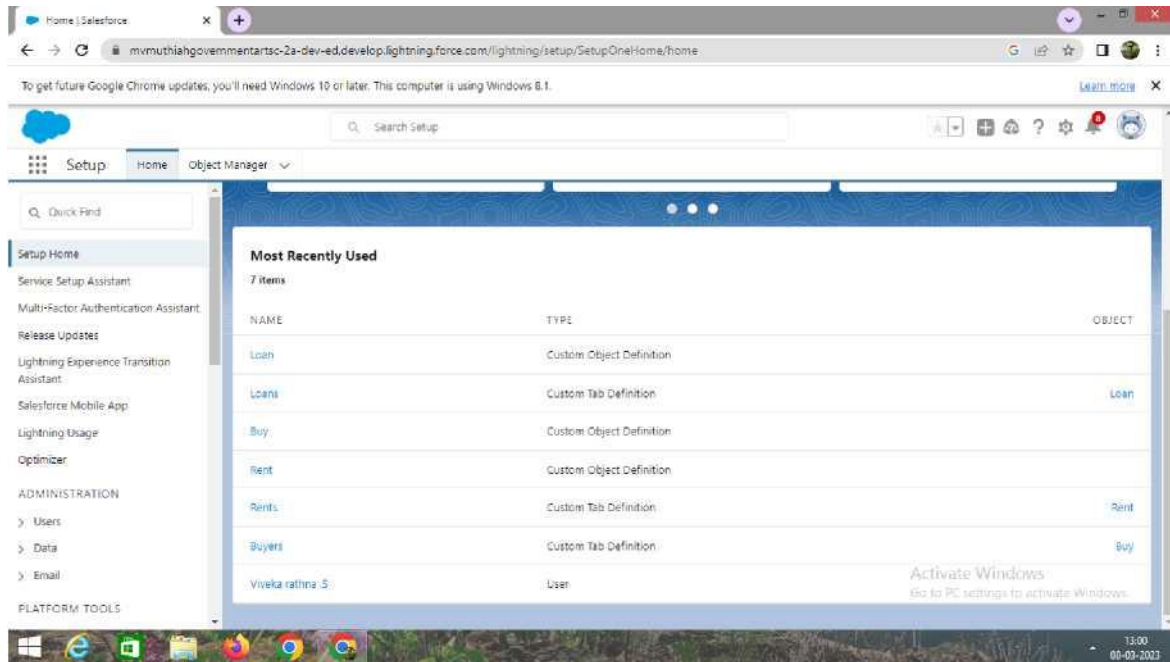 Home | Salesforce
mvmuthiahgovernmentartsc-2a-dev-ed.develop.lightning.force.com/lightning/setup/SetupOneHome/home
To get future Google Chrome updates, you'll need Windows 10 or later. This computer is using Windows 8.1.
Learn more
Search Setup
8
Setup
Home
Object Manager
Quick Find
Setup Home
Service Setup Assistant
Multi-Factor Authentication Assistant
Release Updates
Lightning Experience Transition
Assistant
Salesforce Mobile App
Lightning Usage
Optimizer
ADMINISTRATION
Users
Data
Email
PLATFORM TOOLS
Most Recently Used
7 items
NAME TYPE OBJECT
Loan Custom Object Definition
Loans Custom Tab Definition Loan
Buy Custom Object Definition
Rent Custom Object Definition
Rents Custom Tab Definition Rent
Buyers Custom Tab Definition Buy
Viveka rathna .S User
Activate Windows
Go to PC settings to activate Windows.
13:00
08-03-2023